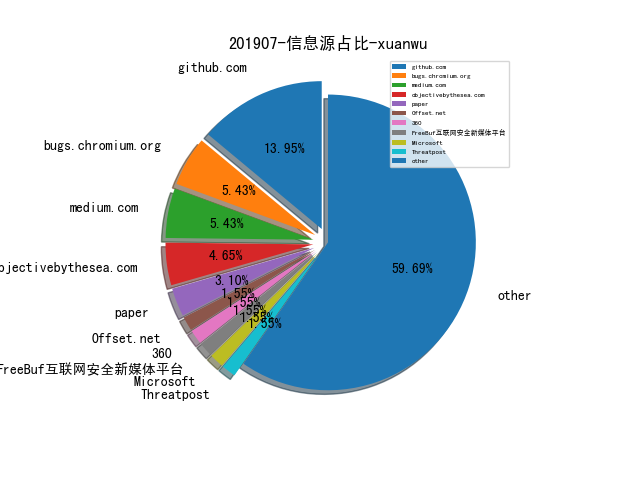 201907-信息源占比-xuanwu
github.com
bugs.chromium.org
medium.com
objectivebythesea.com
paper
Offset.net
360
FreeBuf互联网安全新媒体平台
Microsoft
Threatpost
other
github.com
13.95%
bugs.chromium.org
5.43%
medium.com
5.43%
bjectivebythesea.com
4.65%
paper
3.10%
Offset.net
1.55%
360
1.55%
FreeBuf互联网安全新媒体平台
1.55%
Microsoft
1.55%
Threatpost
1.55%
other
59.69%